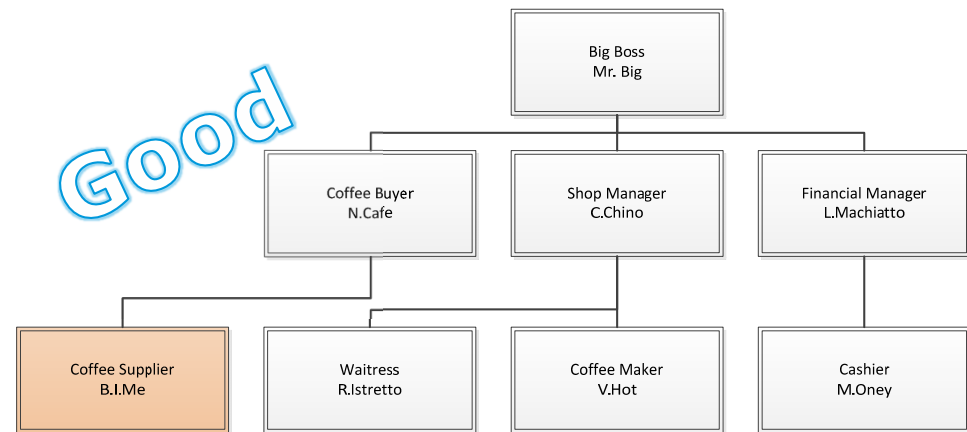 Big Boss
Mr. Big
Good
Coffee Buyer
N.Cafe
Shop Manager
C.Chino
Financial Manager
L.Machiatto
Coffee Supplier
B.I.Me
Waitress
R.Istretto
Coffee Maker
V.Hot
Cashier
M.Oney